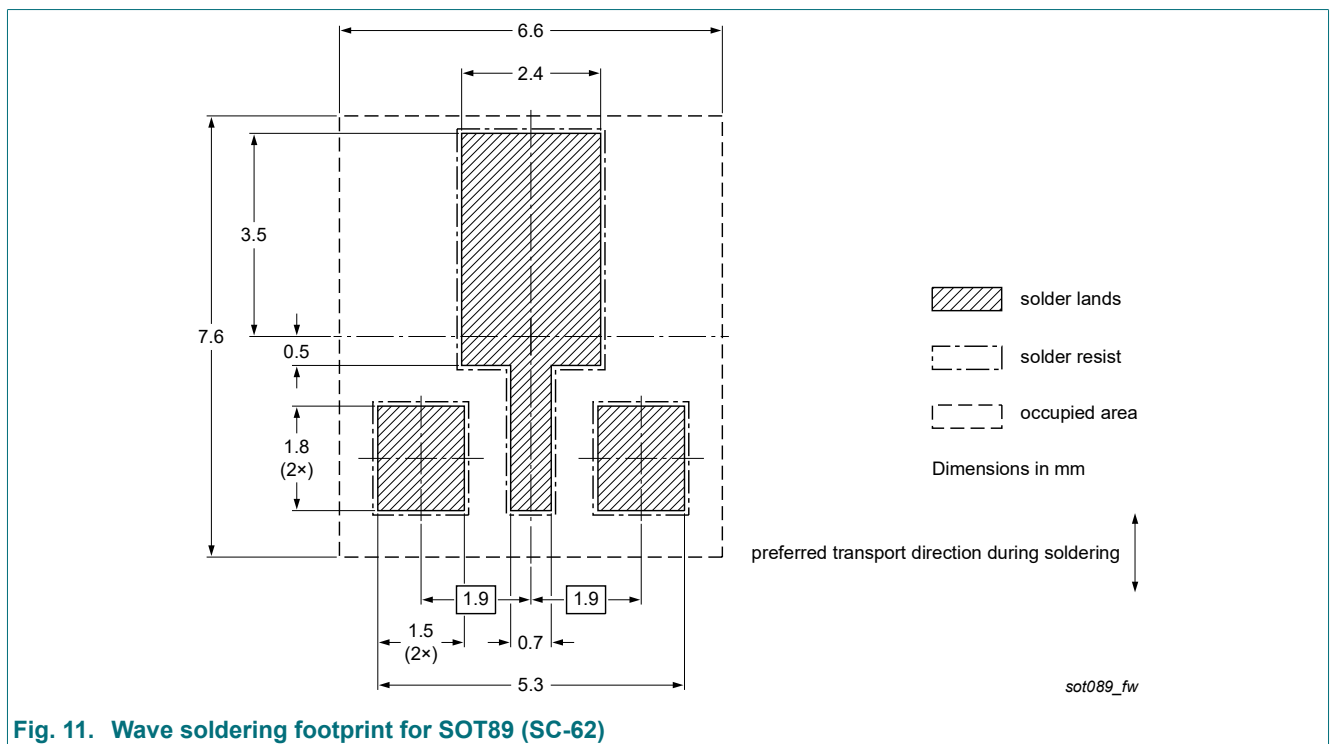 6.6
2.4
3.5
7.6
0.5
solder lands
solder resist
occupied area
1.8
(2×)
Dimensions in mm
preferred transport direction during soldering
1.9
1.9
1.5
(2×)
0.7
5.3
sot089_fw
Fig. 11. Wave soldering footprint for SOT89 (SC-62)